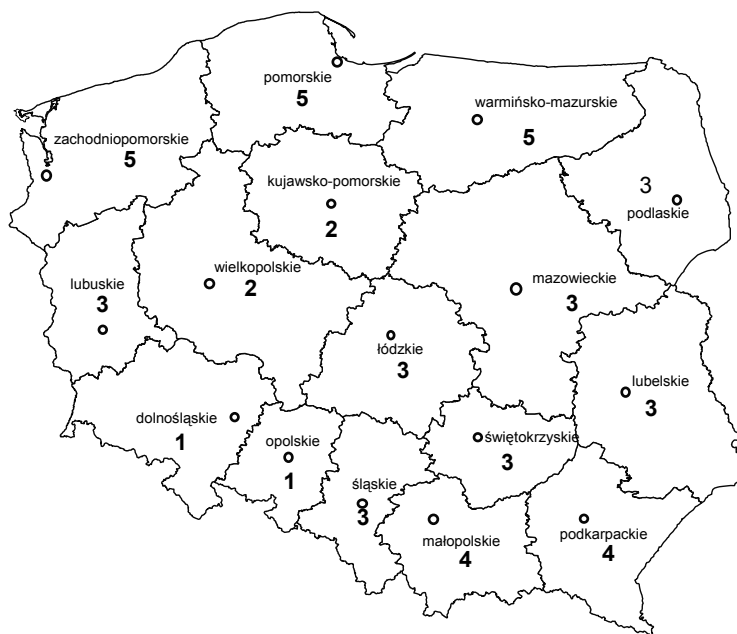 pomorskie
5
warmińsko-mazurskie
5
zachodniopomorskie
5
kujawsko-pomorskie
2
3
podlaskie
wielkopolskie
2
mazowieckie
3
lubuskie
3
łódzkie
3
lubelskie
3
dolnośląskie
1
opolskie
1
świętokrzyskie
3
śląskie
3
małopolskie
4
podkarpackie
4